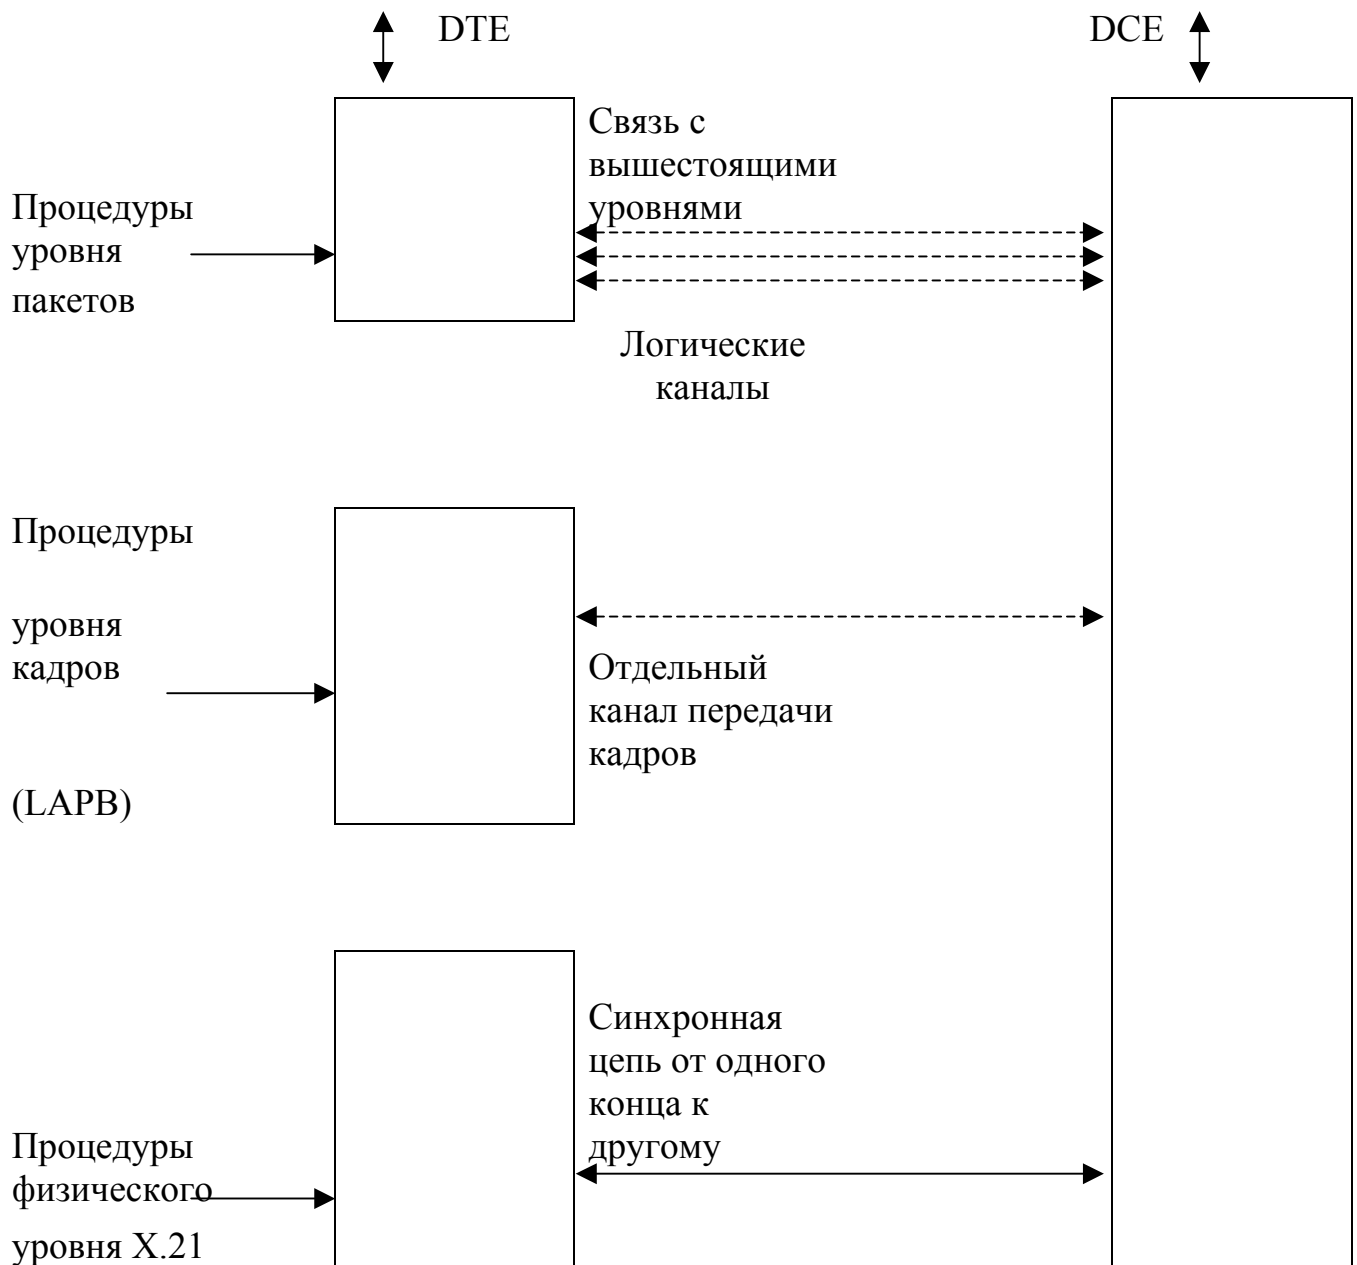 DTE
DCE
Связь с
вышестоящими
уровнями
Процедуры
уровня
пакетов
Логические
каналы
Процедуры
уровня
кадров
(LAPB)
Отдельный
канал передачи
кадров
Синхронная
цепь от одного
конца к
другому
Процедуры
физического
уровня X.21